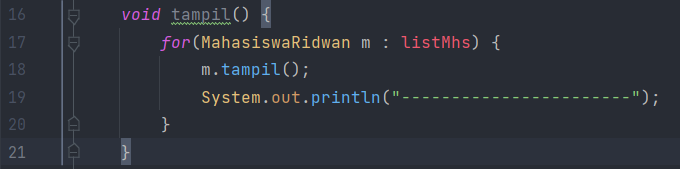 16 void tampil() {
17 for(MahasiswaRidwan m : listMhs) {
18 m.tampil();
19 System.out.println("-----------------------");
20 }
21 }